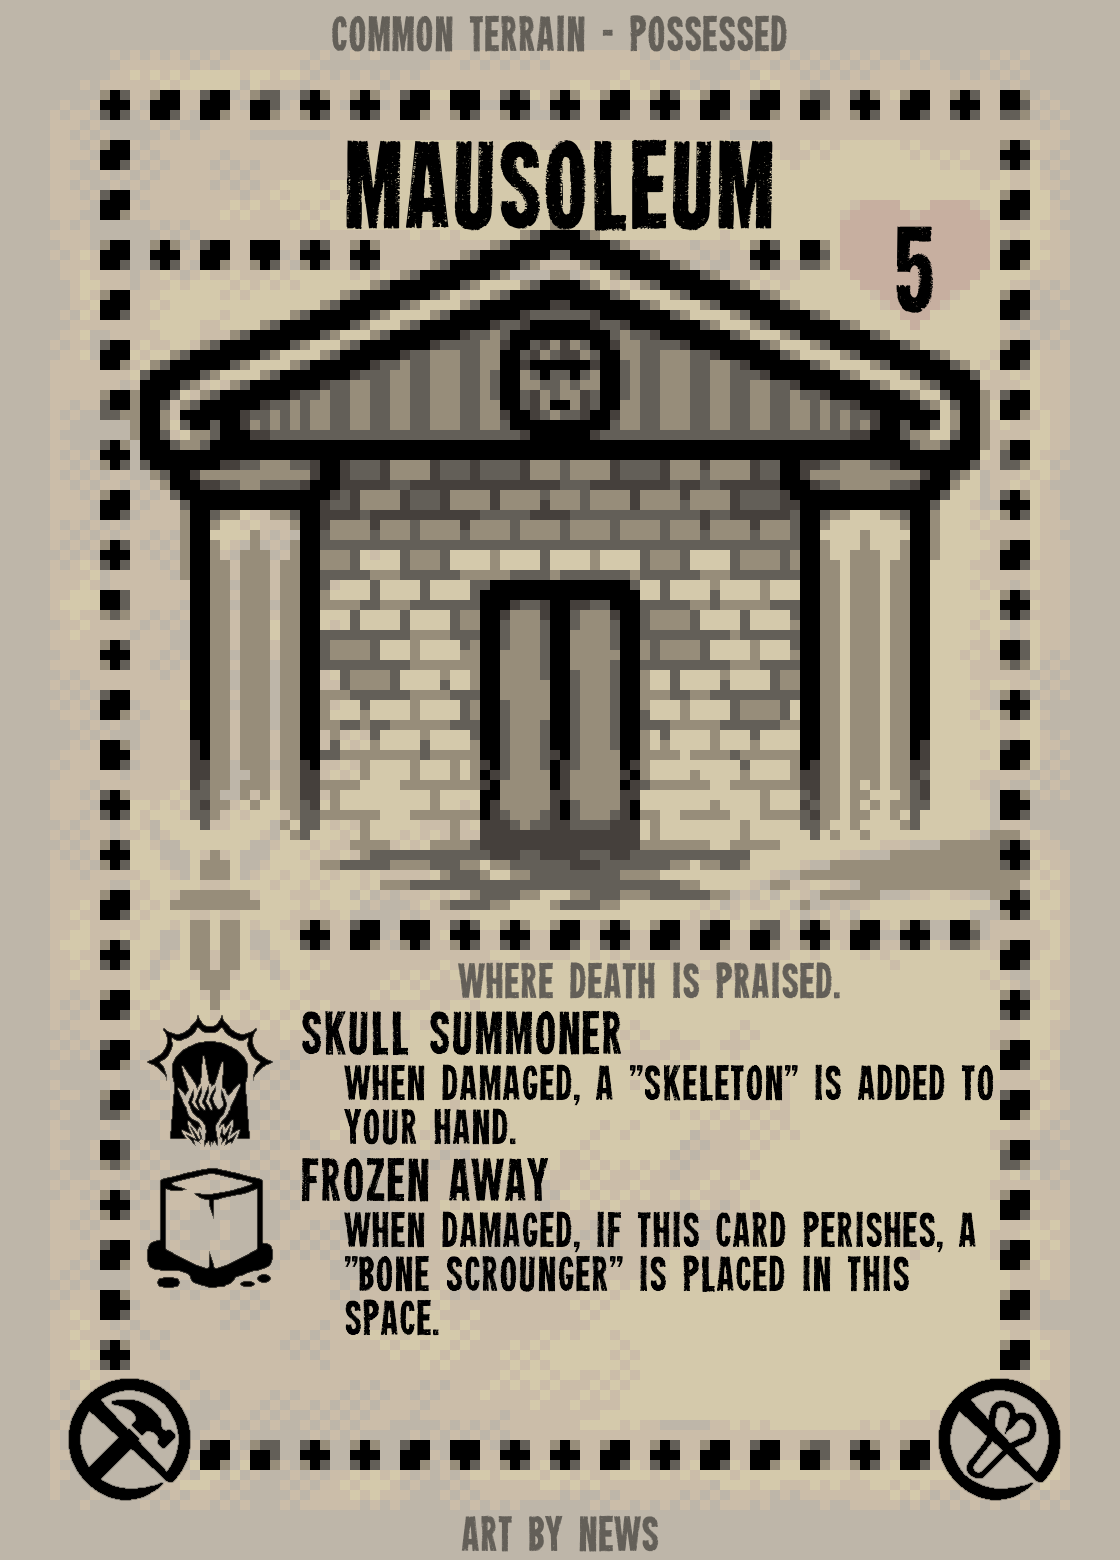 COMMON TERRAIN - POSSESSED
MAUSOLEUM
5
WHERE DEATH IS PRAISED.
SKULL SUMMONER
WHEN DAMAGED, A "SKELETON" IS ADDED TO
YOUR HAND.
FROZEN AWAY
WHEN DAMAGED, IF THIS CARD PERISHES, A
"BONE SCROUNGER" IS PLACED IN THIS
SPACE.
ART BY NEWS